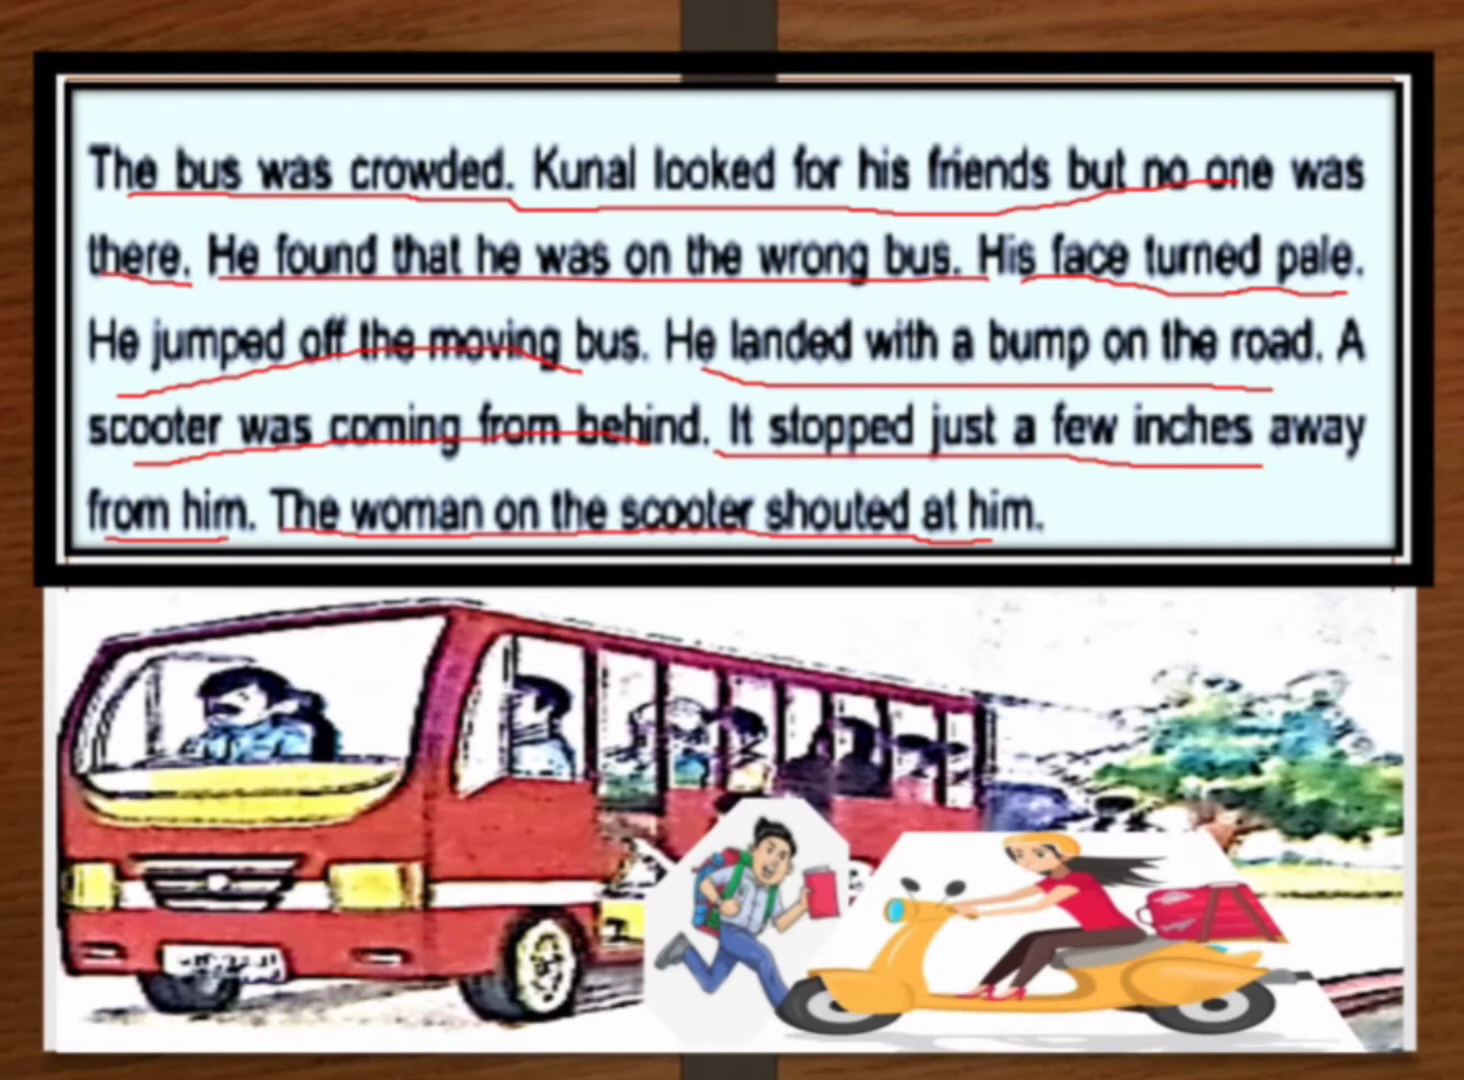 The bus was crowded. Kunal looked for his friends but no one was
there. He found that he was on the wrong bus. His face turned pale.
He jumped off the moving bus. He landed with a bump on the road. A
scooter was coming from behind. It stopped just a few inches away
from him. The woman on the scooter shouted at him.